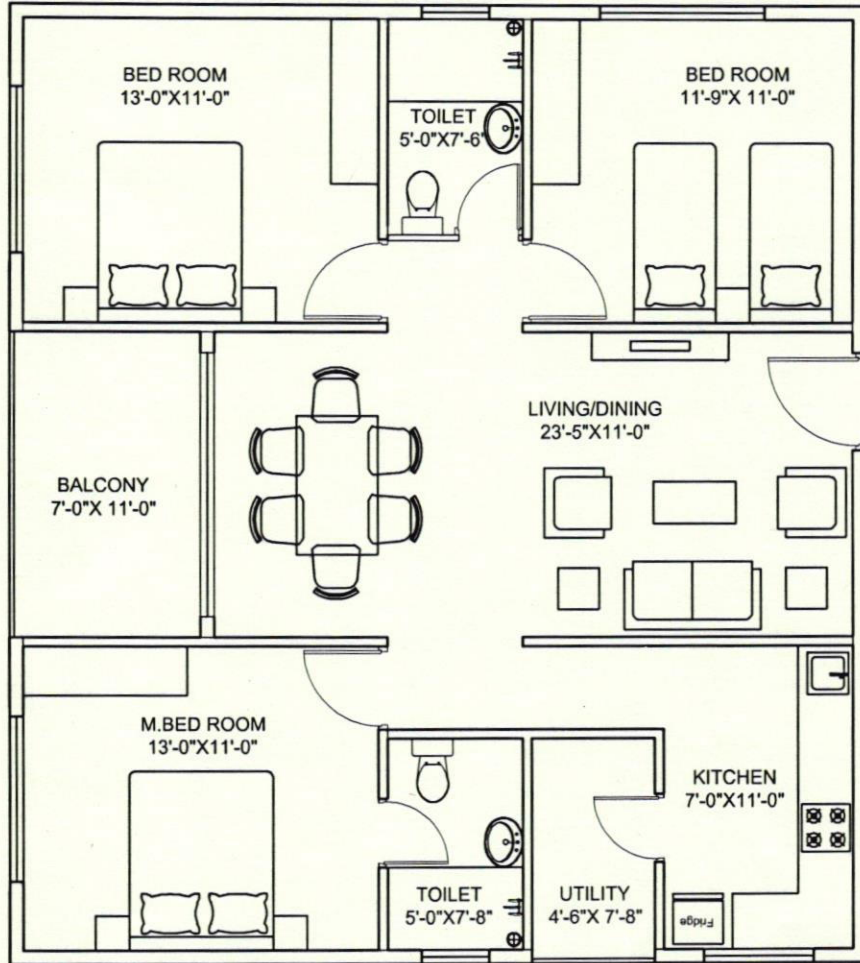 BED ROOM
13'-0"X11'-0"
TOILET
5'-0"X7'-6"
BED ROOM
11'-9"X 11'-0"
LIVING/DINING
23'-5"X11'-0"
BALCONY
7'-0"X 11'-0"
M.BED ROOM
13'-0"X11'-0"
KITCHEN
7'-0"X11'-0"
TOILET
5'-0"X7'-8"
UTILITY
4'-6"X 7'-8"
Fridge